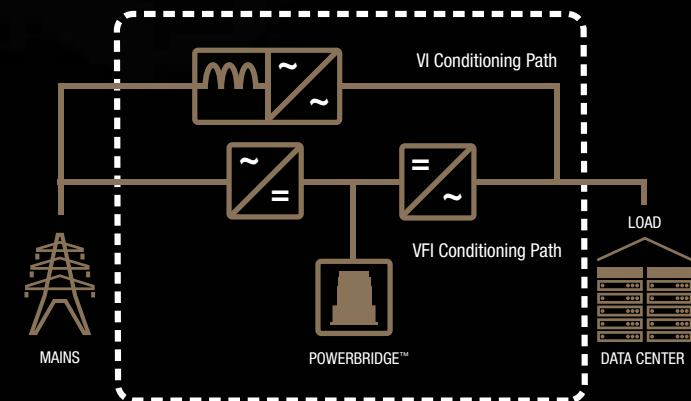 VI Conditioning Path
VFI Conditioning Path
LOAD
MAINS
POWERBRIDGE™
DATA CENTER